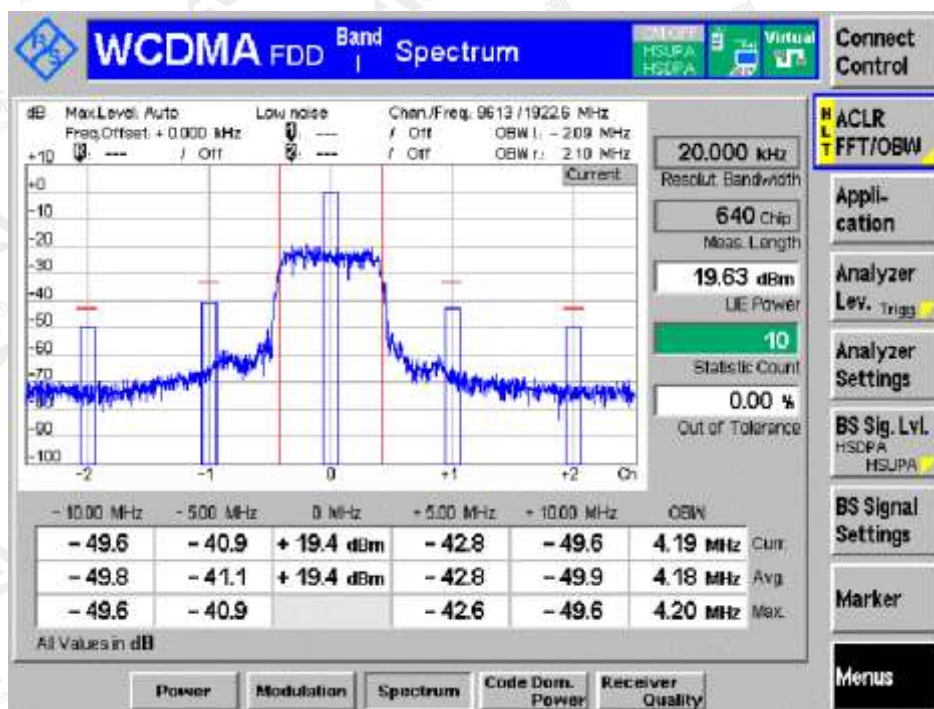 WCDMA FDD Band I Spectrum
HSUPA
HSDPA
Virtual
Connect Control
dB Max.Level: Auto Low noise Chan./Freq. 9613 / 1922.6 MHz
Freq.Offset: + 0.000 kHz 1: --- / Off OBW l.: - 2.09 MHz
R: --- / Off 2: --- / Off OBW r.: 2.10 MHz
Current
+10
+0
-10
-20
-30
-40
-50
-60
-70
-80
-90
-100
-2 -1 0 +1 +2 Ch
20.000 kHz
Resolut. Bandwidth
640 Chip
Meas. Length
19.63 dBm
UE Power
10
Statistic Count
0.00 %
Out of Tolerance
- 10.00 MHz - 5.00 MHz 0 MHz + 5.00 MHz + 10.00 MHz OBW
- 49.6 - 40.9 + 19.4 dBm - 42.8 - 49.6 4.19 MHz Curr.
- 49.8 - 41.1 + 19.4 dBm - 42.8 - 49.9 4.18 MHz Avg.
- 49.6 - 40.9 - 42.6 - 49.6 4.20 MHz Max.
All Values in dB
HLT
ACLR
FFT/OBW
Appli-
cation
Analyzer
Lev. Trigg.
Analyzer
Settings
BS Sig. Lvl.
HSDPA
HSUPA
BS Signal
Settings
Marker
Menus
Power Modulation Spectrum Code Dom. Power Receiver Quality